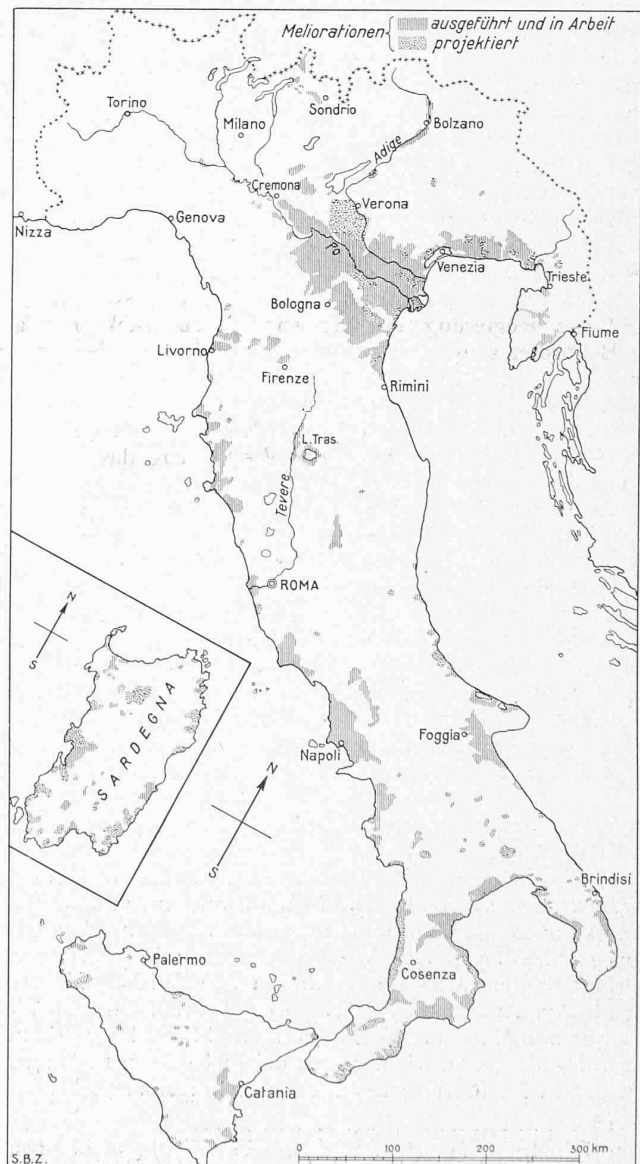 Meliorationen { ausgeführt und in Arbeit
projektiert
Torino
Sondrio
Milano
Bolzano
Adige
Cremona
Verona
Nizza
Genova
Po
Venezia
Trieste
Bologna
Fiume
Livorno
Firenze
Rimini
L. Tras.
Tevere
ROMA
N
S
SARDEGNA
Foggia
Napoli
N
S
Brindisi
Palermo
Cosenza
Catania
0 100 200 300 km
S.B.Z.